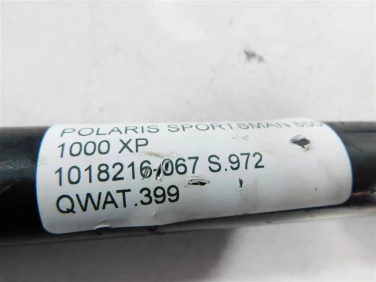 POLARIS SPORTSMAN
1000 XP
1018216-067 S.972
QWAT.399